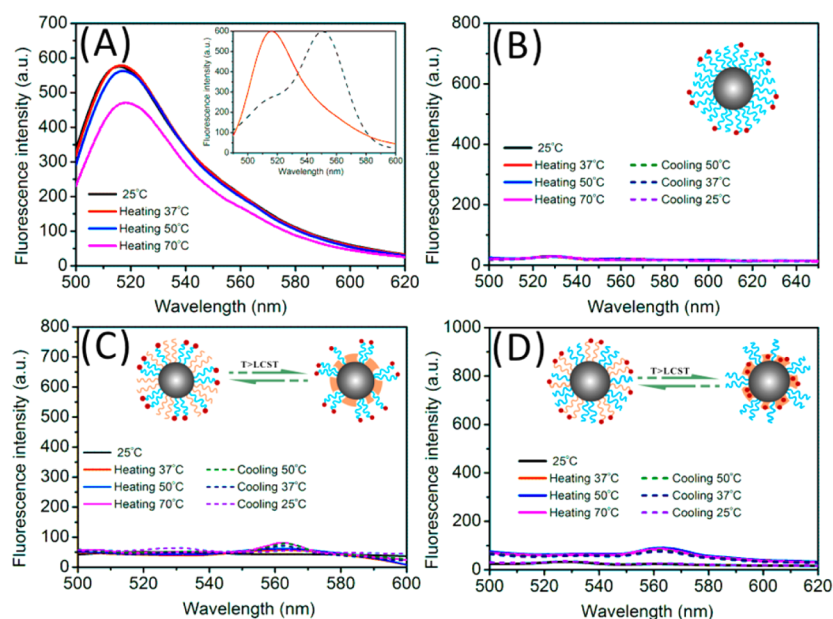 (A)
Fluorescence intensity (a.u.)
700
600
500
400
300
200
100
0
500 520 540 560 580 600 620
Wavelength (nm)
25°C
Heating 37°C
Heating 50°C
Heating 70°C
Fluorescence intensity (a.u.)
600
500
400
300
200
100
0
500 520 540 560 580 600
Wavelength (nm)
(B)
Fluorescence intensity (a.u.)
800
600
400
200
0
500 520 540 560 580 600 620 640
Wavelength (nm)
25°C
Heating 37°C Cooling 50°C
Heating 50°C Cooling 37°C
Heating 70°C Cooling 25°C
(C)
Fluorescence intensity (a.u.)
800
700
600
500
400
300
200
100
0
500 520 540 560 580 600
Wavelength (nm)
T>LCST
25°C
Heating 37°C Cooling 50°C
Heating 50°C Cooling 37°C
Heating 70°C Cooling 25°C
(D)
Fluorescence intensity (a.u.)
1000
800
600
400
200
0
500 520 540 560 580 600 620
Wavelength (nm)
T>LCST
25°C
Heating 37°C Cooling 50°C
Heating 50°C Cooling 37°C
Heating 70°C Cooling 25°C